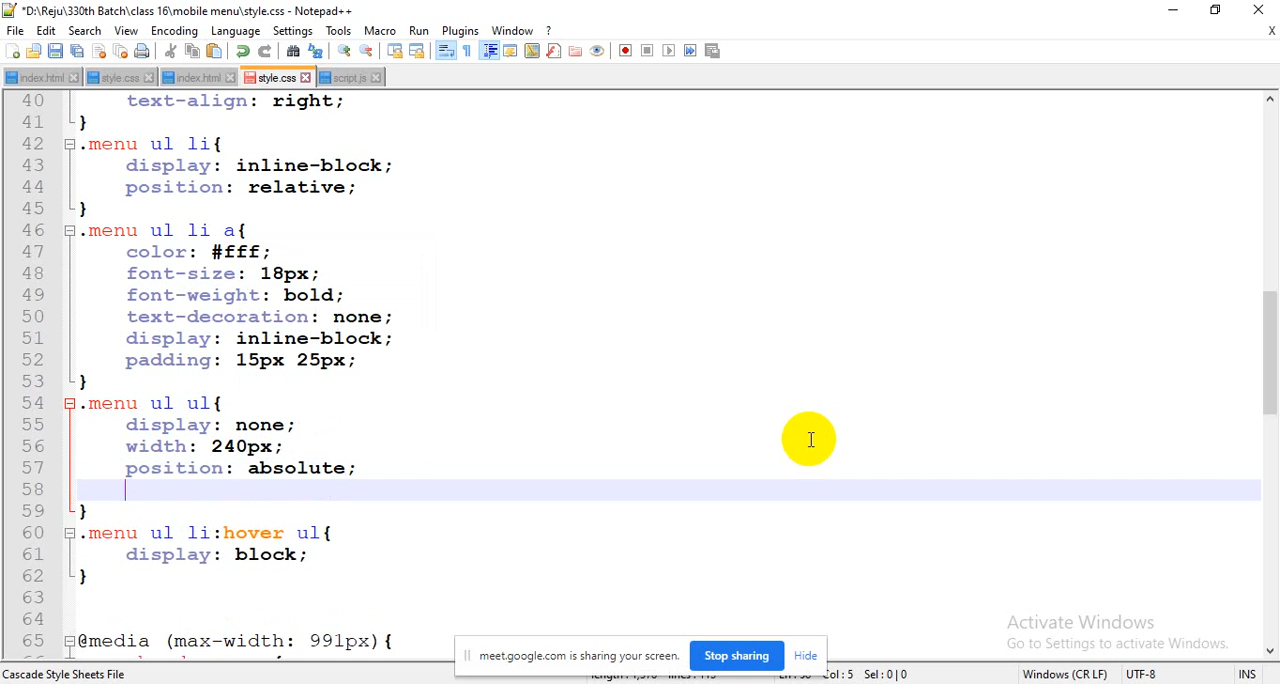 *D:\Reju\330th Batch\class 16\mobile menu\style.css - Notepad++
File Edit Search View Encoding Language Settings Tools Macro Run Plugins Window ? X
index.html style.css index.html style.css script.js
40 text-align: right;
41 }
42 .menu ul li{
43 display: inline-block;
44 position: relative;
45 }
46 .menu ul li a{
47 color: #fff;
48 font-size: 18px;
49 font-weight: bold;
50 text-decoration: none;
51 display: inline-block;
52 padding: 15px 25px;
53 }
54 .menu ul ul{
55 display: none;
56 width: 240px;
57 position: absolute;
58
59 }
60 .menu ul li:hover ul{
61 display: block;
62 }
63
64
65 @media (max-width: 991px){
Activate Windows
Go to Settings to activate Windows.
meet.google.com is sharing your screen. Stop sharing Hide
Cascade Style Sheets File Col : 5 Sel : 0 | 0 Windows (CR LF) UTF-8 INS